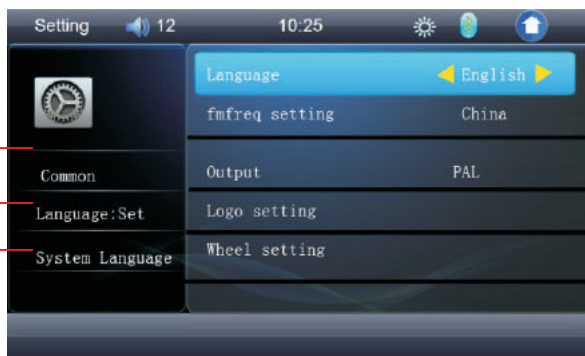 Setting 12 10:25
Language English
fmfreq setting China
Common
Output PAL
Language:Set
Logo setting
System Language
Wheel setting